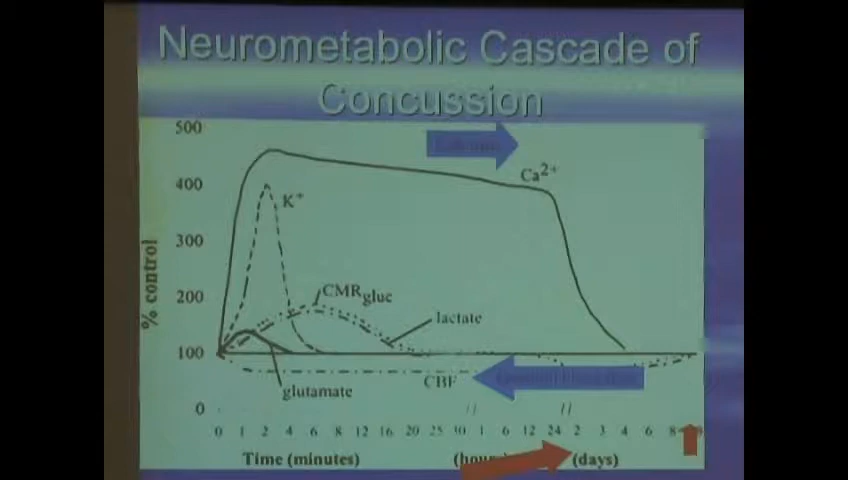 Neurometabolic Cascade of
Concussion
500
400
300
200
100
0
% control
Calcium
Ca2+
K+
CMRgluc
lactate
glutamate
CBF
0 1 2 4 6 8 12 16 20 25 30 1 6 12 24 2 3 4 6 8
Time (minutes) (hours) (days)